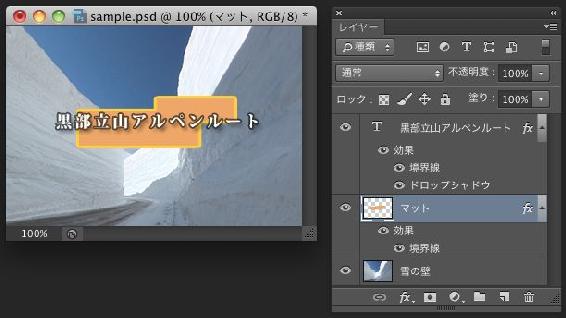 sample.psd @ 100% (マット, RGB/8) *
黒部立山アルペンルート
100%
レイヤー
種類
T
通常
不透明度：
100%
ロック：
塗り：
100%
T
黒部立山アルペンルート
fx
効果
境界線
ドロップシャドウ
マット
fx
効果
境界線
雪の壁
fx